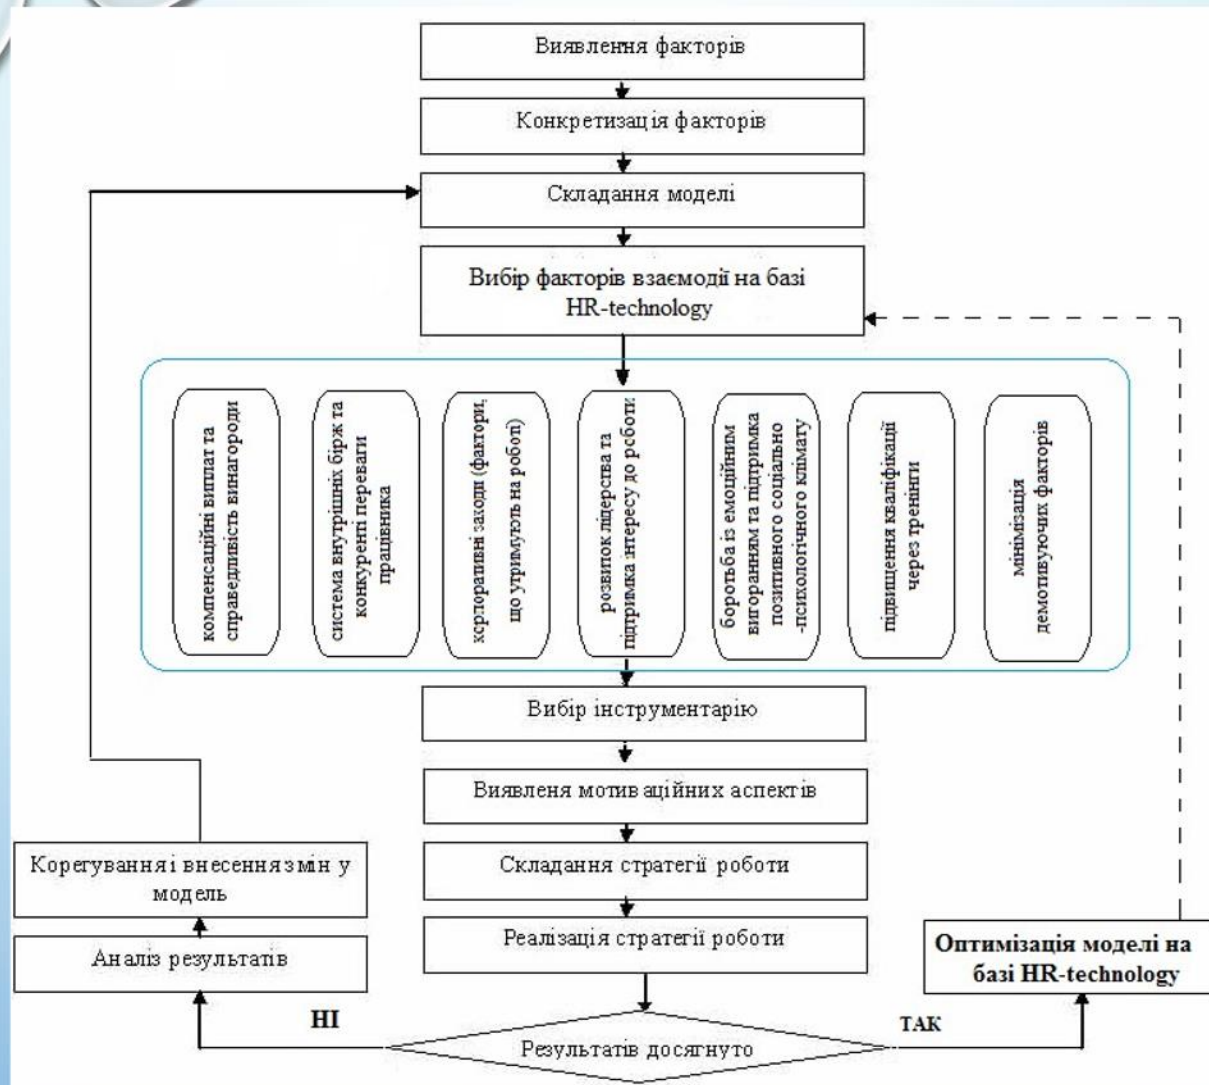 Виявлення факторів
Конкретизація факторів
Складання моделі
Вибір факторів взаємодії на базі
HR-technology
компенсаційні виплат та
справедливість винагороди
система внутрішніх бірж та
конкуренті переваги
працівника
корпоративні заходи (фактори,
що утримують на роботі)
розвиток лідерства та
підтримка інтересу до роботи
боротьба із емоційним
вигоранням та підтримка
позитивного соціально
-психологічного клімату
підвищення кваліфікації
через тренінги
мінімізація
демотивуючих факторів
Вибір інструментарію
Виявленя мотиваційних аспектів
Складання стратегії роботи
Реалізація стратегії роботи
Корегування і внесення змін у
модель
Аналіз результатів
Оптимізація моделі на
базі HR-technology
НІ
ТАК
Результатів досягнуто